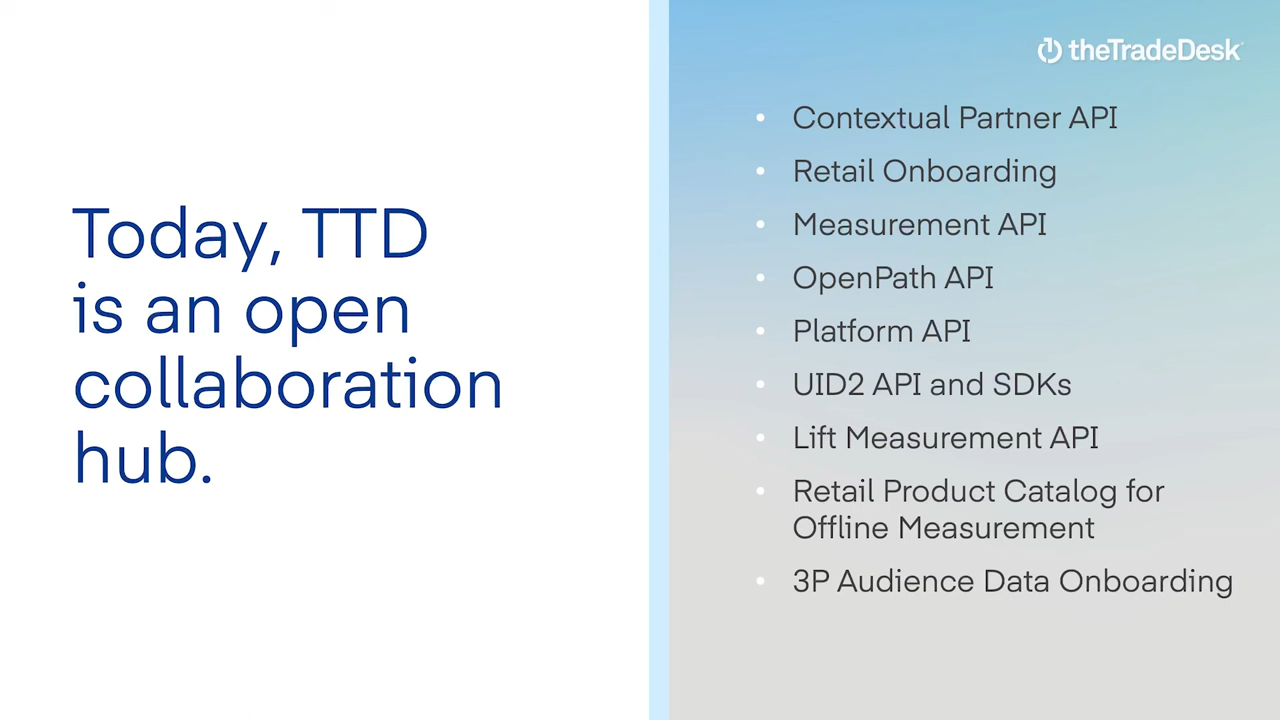 Today, TTD
is an open
collaboration
hub.
theTradeDesk
• Contextual Partner API
• Retail Onboarding
• Measurement API
• OpenPath API
• Platform API
• UID2 API and SDKs
• Lift Measurement API
• Retail Product Catalog for
Offline Measurement
• 3P Audience Data Onboarding